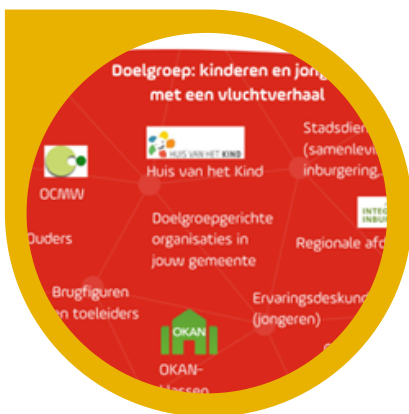 Doelgroep: kinderen en jong
met een vluchtverhaal
Stadsdien
(samenlevi
inburgering,
HUIS VAN HET KIND
OCMW
Huis van het Kind
INTEG
INBUR
Ouders
Doelgroepgerichte
organisaties in
jouw gemeente
Regionale afd
Brugfiguren
en toeleiders
Ervaringsdeskund
(jongeren)
OKAN
OKAN-
klassen